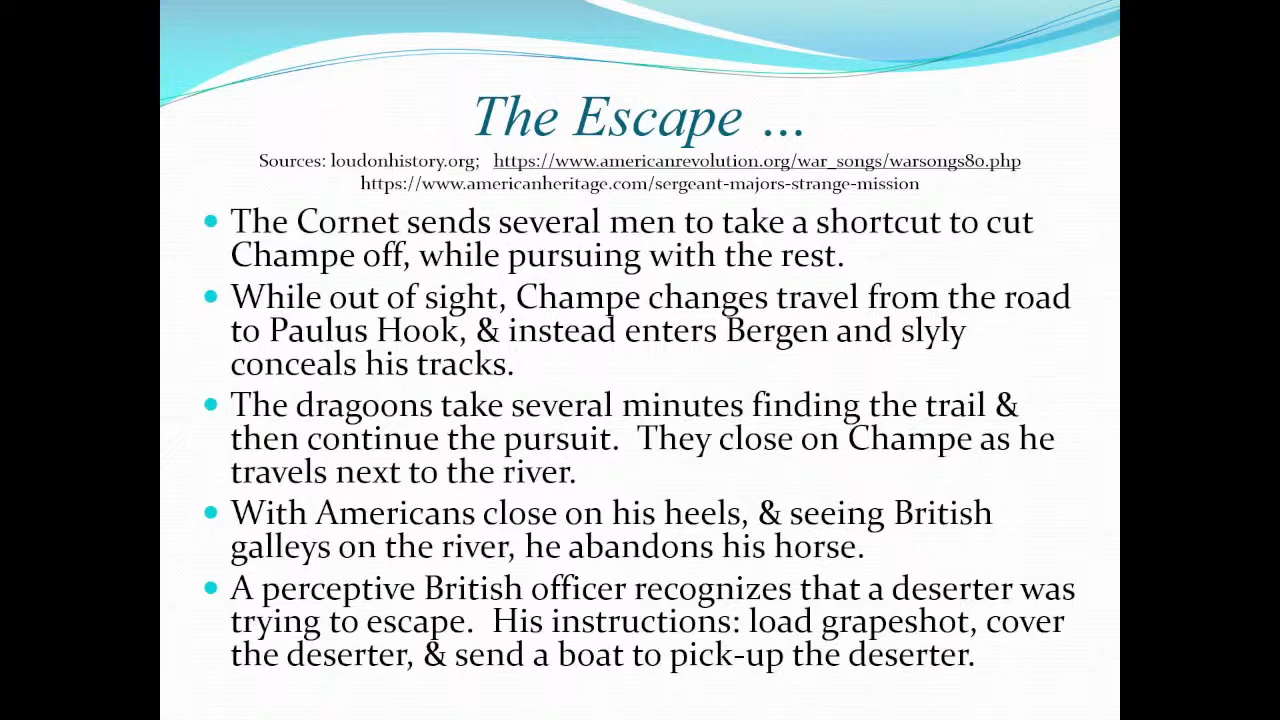 The Escape ...
Sources: loudonhistory.org; https://www.americanrevolution.org/war_songs/warsongs80.php
https://www.americanheritage.com/sergeant-majors-strange-mission
• The Cornet sends several men to take a shortcut to cut
Champe off, while pursuing with the rest.
• While out of sight, Champe changes travel from the road
to Paulus Hook, & instead enters Bergen and slyly
conceals his tracks.
• The dragoons take several minutes finding the trail &
then continue the pursuit.  They close on Champe as he
travels next to the river.
• With Americans close on his heels, & seeing British
galleys on the river, he abandons his horse.
• A perceptive British officer recognizes that a deserter was
trying to escape.  His instructions: load grapeshot, cover
the deserter, & send a boat to pick-up the deserter.